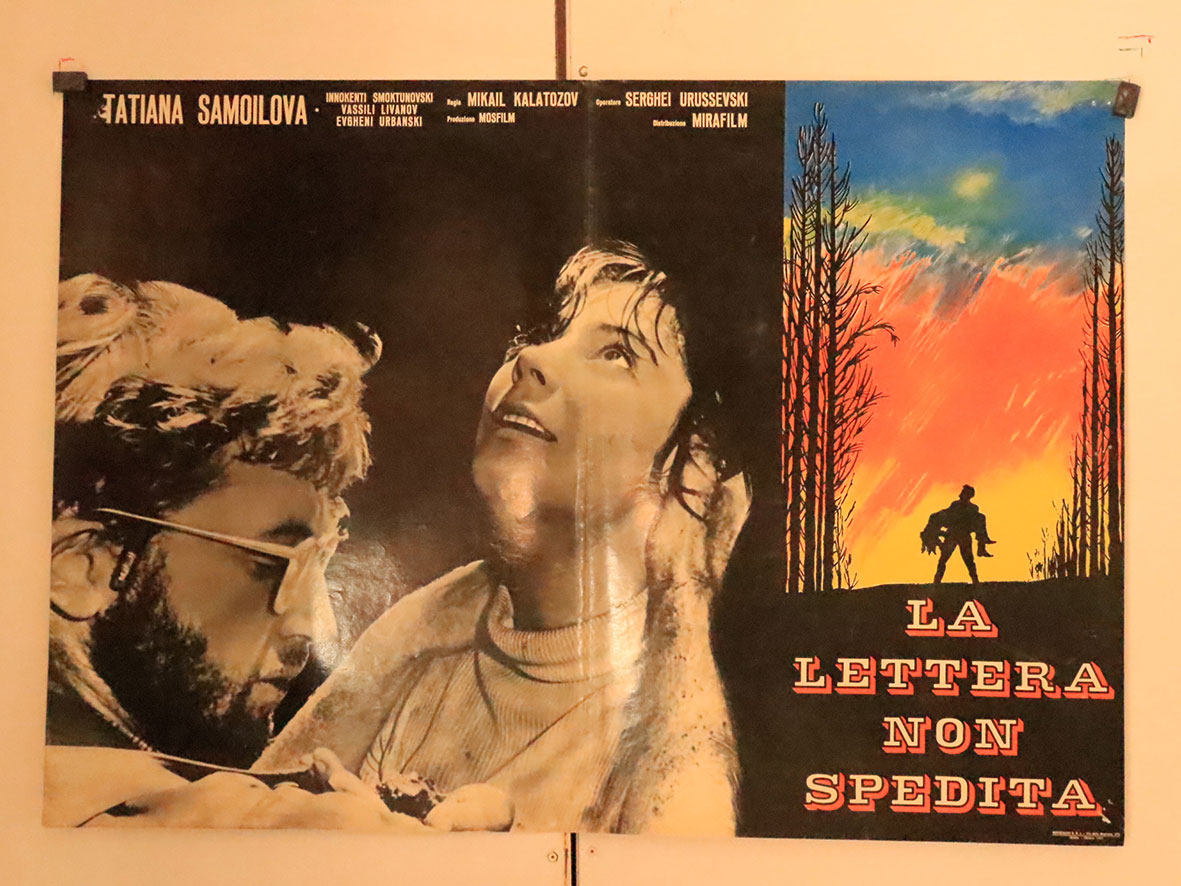 TATIANA SAMOILOVA ·
INNOKENTI SMOKTUNOVSKI
VASSILI LIVANOV
EVGHENI URBANSKI
Regia MIKAIL KALATOZOV
Produzione MOSFILM
Operatore SERGHEI URUSSEVSKI
Distribuzione MIRAFILM
LA
LETTERA
NON
SPEDITA